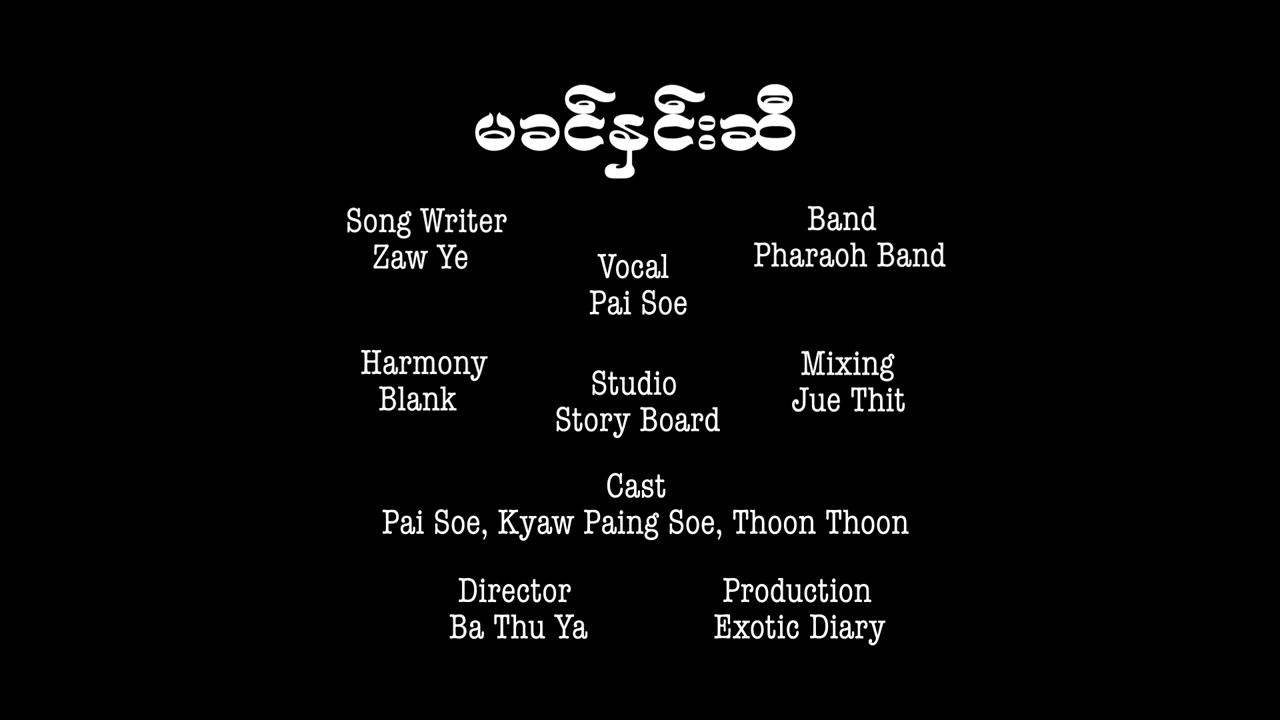 မခင်နှင်းဆီ
Song Writer
Zaw Ye
Vocal
Pai Soe
Band
Pharaoh Band
Harmony
Blank
Studio
Story Board
Mixing
Jue Thit
Cast
Pai Soe, Kyaw Paing Soe, Thoon Thoon
Director
Ba Thu Ya
Production
Exotic Diary